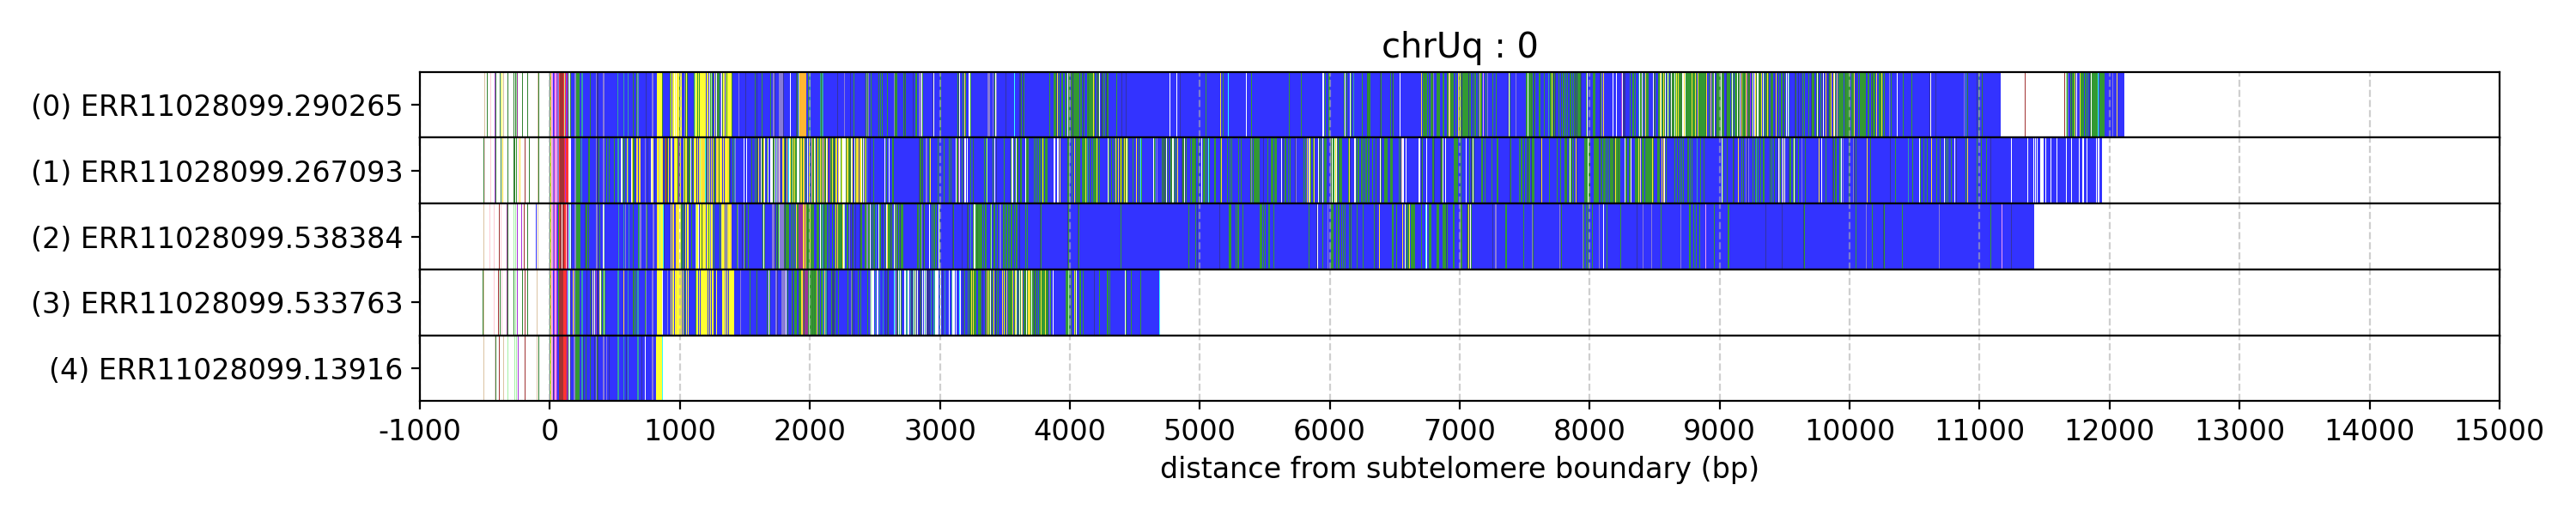 chrUq : 0
(0) ERR11028099.290265
(1) ERR11028099.267093
(2) ERR11028099.538384
(3) ERR11028099.533763
(4) ERR11028099.13916
-1000 0 1000 2000 3000 4000 5000 6000 7000 8000 9000 10000 11000 12000 13000 14000 15000
distance from subtelomere boundary (bp)